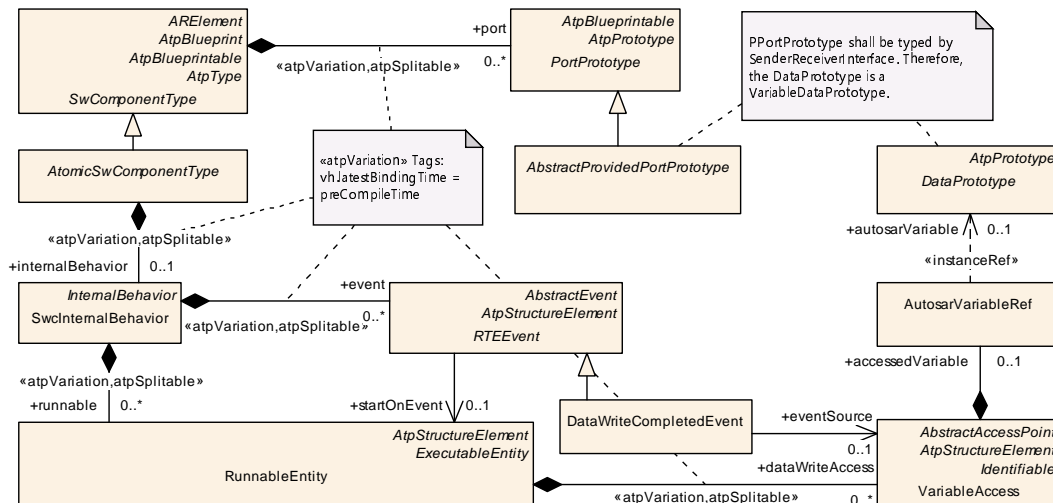 ARElement
AtpBlueprint
AtpBlueprintable
AtpType
SwComponentType
+port
«atpVariation,atpSplitable»
0..*
AtpBlueprintable
AtpPrototype
PortPrototype
PPortPrototype shall be typed by
SenderReceiverInterface. Therefore,
the DataPrototype is a
VariableDataPrototype.
AtomicSwComponentType
«atpVariation» Tags:
vh.latestBindingTime =
preCompileTime
AbstractProvidedPortPrototype
AtpPrototype
DataPrototype
«atpVariation,atpSplitable»
+internalBehavior
0..1
+autosarVariable
0..1
«instanceRef»
InternalBehavior
SwcInternalBehavior
+event
«atpVariation,atpSplitable»
0..*
AbstractEvent
AtpStructureElement
RTEEvent
AutosarVariableRef
+accessedVariable
0..1
«atpVariation,atpSplitable»
+runnable
0..*
+startOnEvent
0..1
DataWriteCompletedEvent
+eventSource
0..1
AtpStructureElement
ExecutableEntity
RunnableEntity
+dataWriteAccess
«atpVariation,atpSplitable»
0..*
AbstractAccessPoint
AtpStructureElement
Identifiable
VariableAccess